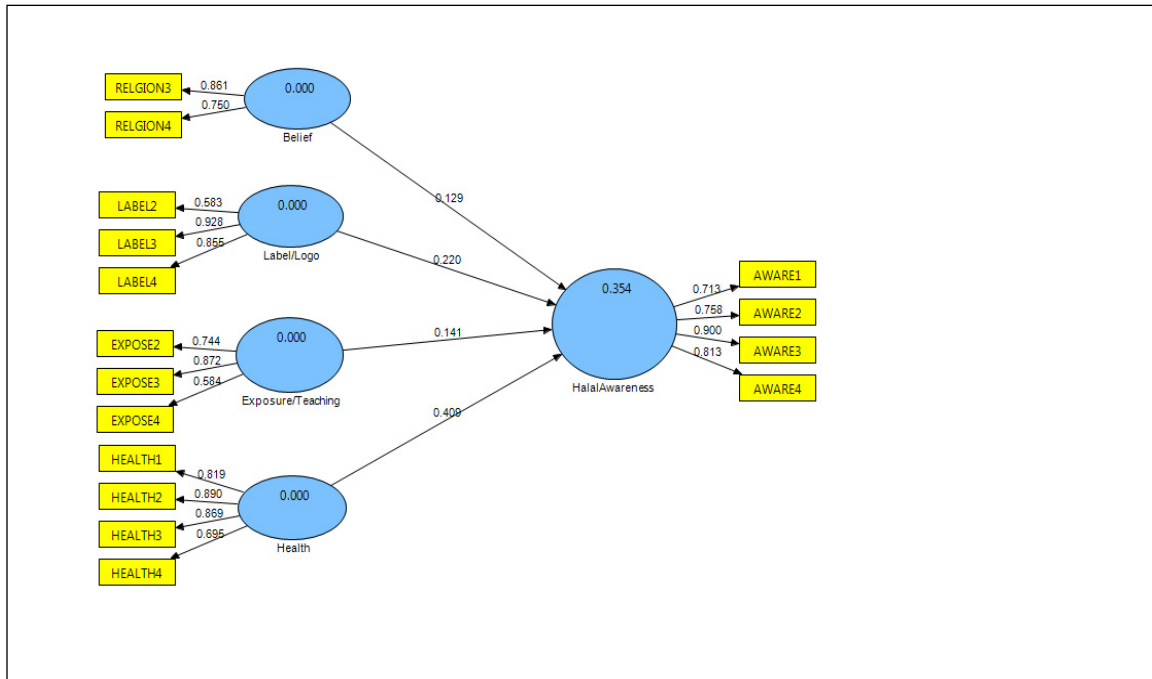 RELGION3
0.861
0.750
RELGION4
0.000
Belief
0.129
LABEL2
0.583
0.928
LABEL3
0.855
LABEL4
0.000
Label/Logo
0.220
EXPOSE2
0.744
0.872
EXPOSE3
0.584
EXPOSE4
0.000
Exposure/Teaching
0.141
HEALTH1
0.819
HEALTH2
0.890
0.869
HEALTH3
0.695
HEALTH4
0.000
Health
0.409
0.354
HalalAwareness
0.713
AWARE1
0.758
AWARE2
0.900
AWARE3
0.813
AWARE4